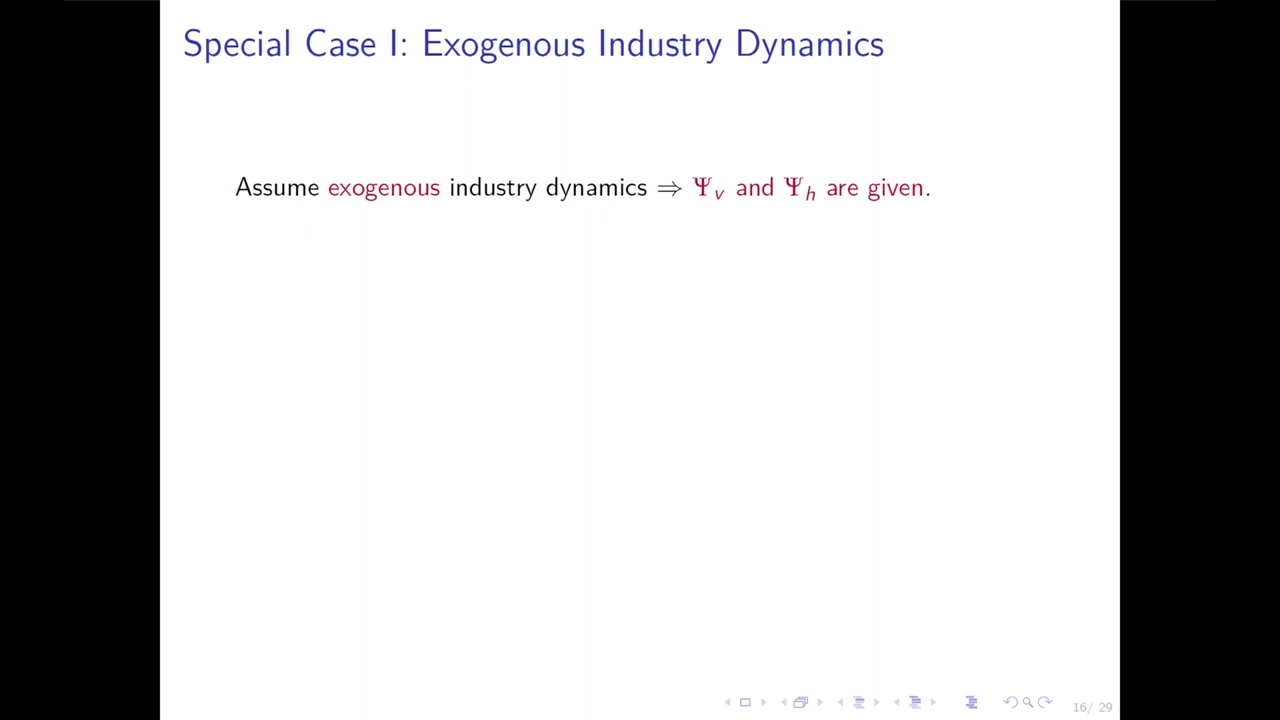 Special Case I: Exogenous Industry Dynamics
Assume exogenous industry dynamics ⇒ Ψ_v and Ψ_h are given.
16/ 29